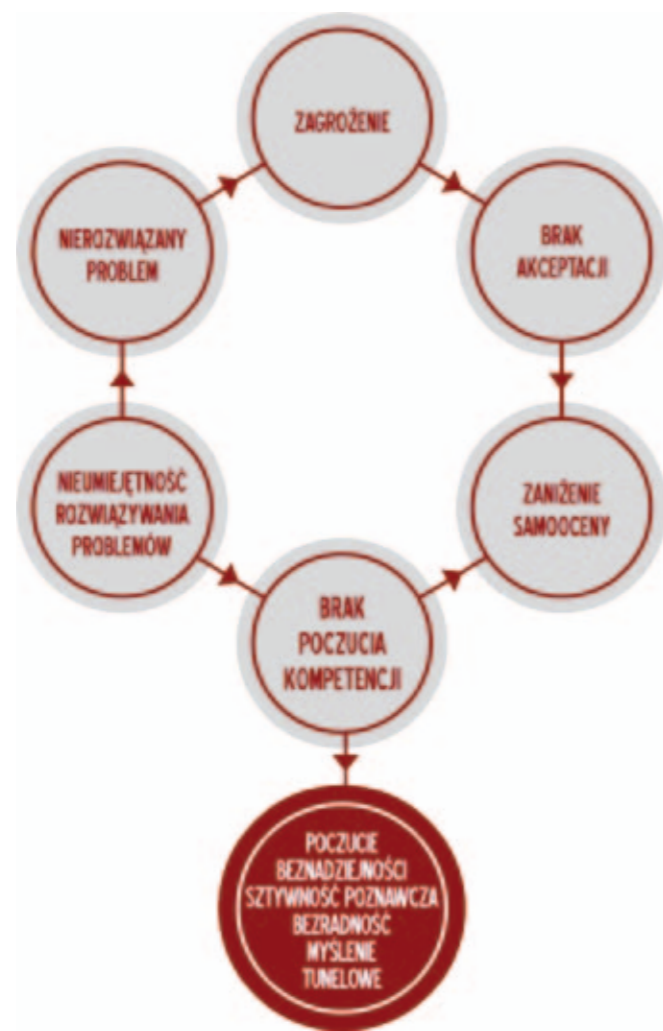 ZAGROŻENIE
NIEROZWIĄZANY
PROBLEM
BRAK
AKCEPTACJI
NIEUMIEJĘTNOŚĆ
ROZWIĄZYWANIA
PROBLEMÓW
ZANIŻENIE
SAMOOCENY
BRAK
POCZUCIA
KOMPETENCJI
POCZUCIE
BEZNADZIEJNOŚCI
SZTYWNOŚĆ POZNAWCZA
BEZRADNOŚĆ
MYŚLENIE
TUNELOWE